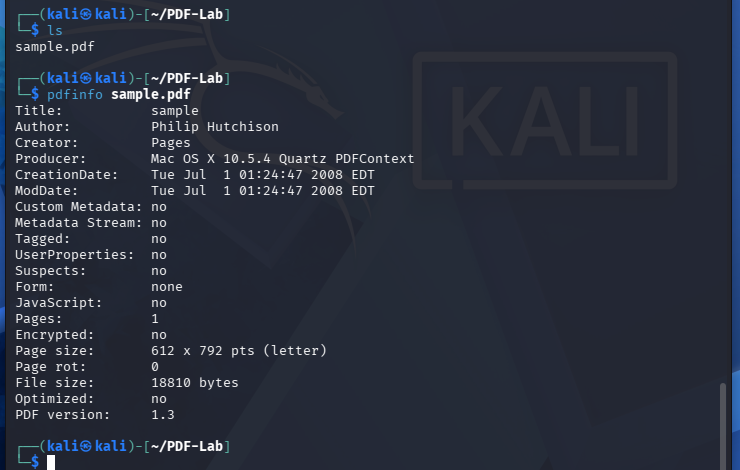 ┌──(kali㉿kali)-[~/PDF-Lab]
└─$ ls
sample.pdf
┌──(kali㉿kali)-[~/PDF-Lab]
└─$ pdfinfo sample.pdf
Title:           sample
Author:          Philip Hutchison
Creator:         Pages
Producer:        Mac OS X 10.5.4 Quartz PDFContext
CreationDate:    Tue Jul  1 01:24:47 2008 EDT
ModDate:         Tue Jul  1 01:24:47 2008 EDT
Custom Metadata: no
Metadata Stream: no
Tagged:          no
UserProperties:  no
Suspects:        no
Form:            none
JavaScript:      no
Pages:           1
Encrypted:       no
Page size:       612 x 792 pts (letter)
Page rot:        0
File size:       18810 bytes
Optimized:       no
PDF version:     1.3
┌──(kali㉿kali)-[~/PDF-Lab]
└─$
KALI